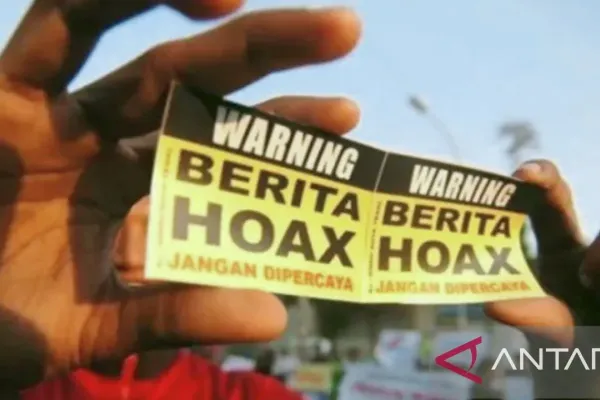 WARNING
BERITA
HOAX
JANGAN DIPERCAYA
WARNING
BERITA
HOAX
JANGAN DIPERCAYA
ANTAR